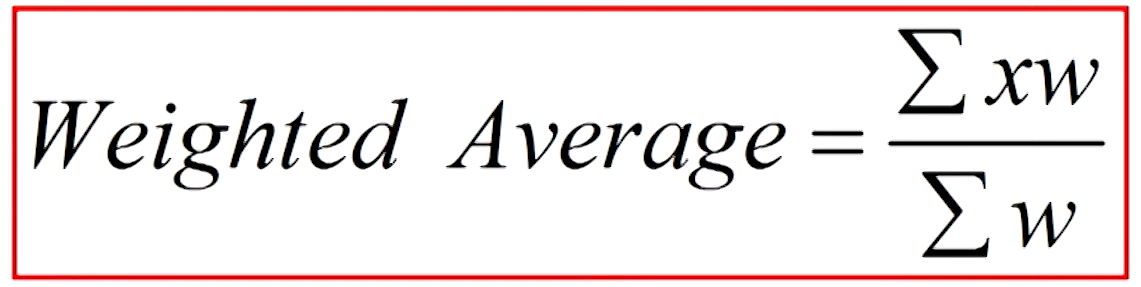 Weighted Average = ∑xw / ∑w